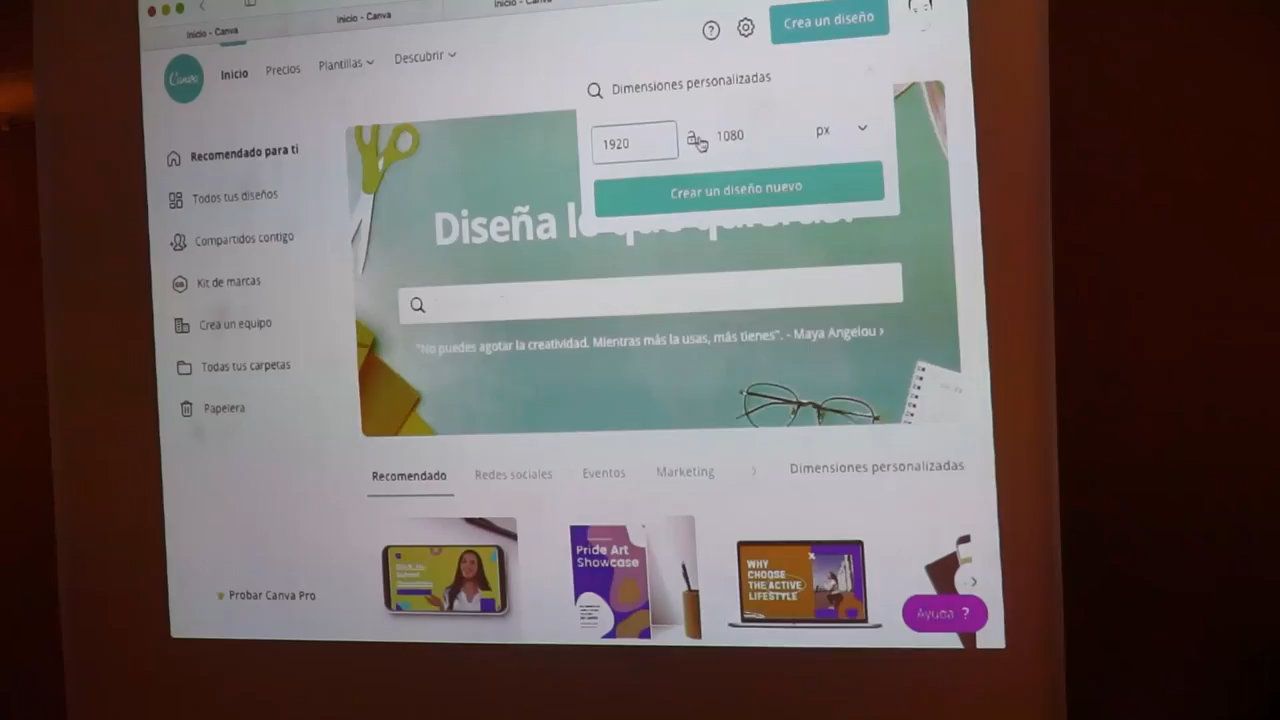 Inicio - Canva
Inicio - Canva
Inicio - Canva
Canva
Inicio
Precios
Plantillas
Descubrir
?
Crea un diseño
Dimensiones personalizadas
1920
1080
px
Crear un diseño nuevo
Recomendado para ti
Todos tus diseños
Compartidos contigo
Kit de marcas
Crea un equipo
Todas tus carpetas
Papelera
Probar Canva Pro
Diseña
"No puedes agotar la creatividad. Mientras más la usas, más tienes". - Maya Angelou ›
Recomendado
Redes sociales
Eventos
Marketing
Dimensiones personalizadas
Pride Art
Showcase
WHY
CHOOSE
THE ACTIVE
LIFESTYLE
Ayuda ?